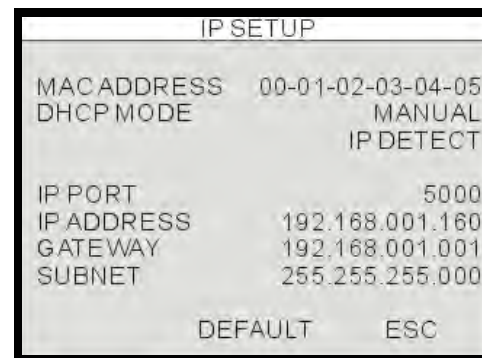 IP SETUP
MAC ADDRESS 00-01-02-03-04-05
DHCP MODE MANUAL
IP DETECT
IP PORT 5000
IP ADDRESS 192.168.001.160
GATEWAY 192.168.001.001
SUBNET 255.255.255.000
DEFAULT ESC